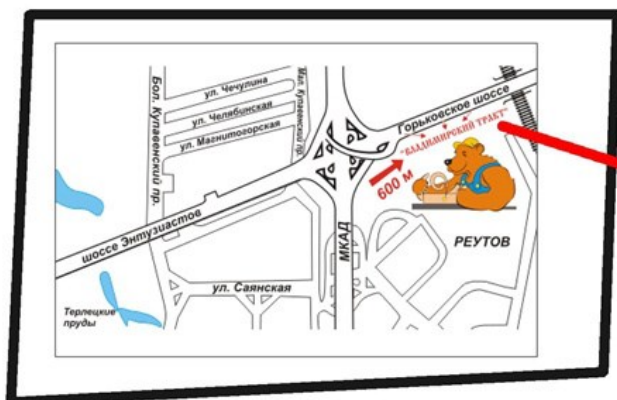 ул. Чечулина
ул. Челябинская
ул. Магнитогорская
Бол. Купавенский пр.
Мал. Купавенский пр.
Горьковское шоссе
"ВЛАДИМИРСКИЙ ТРАКТ"
600 м
шоссе Энтузиастов
МКАД
РЕУТОВ
ул. Саянская
Терлецкие
пруды